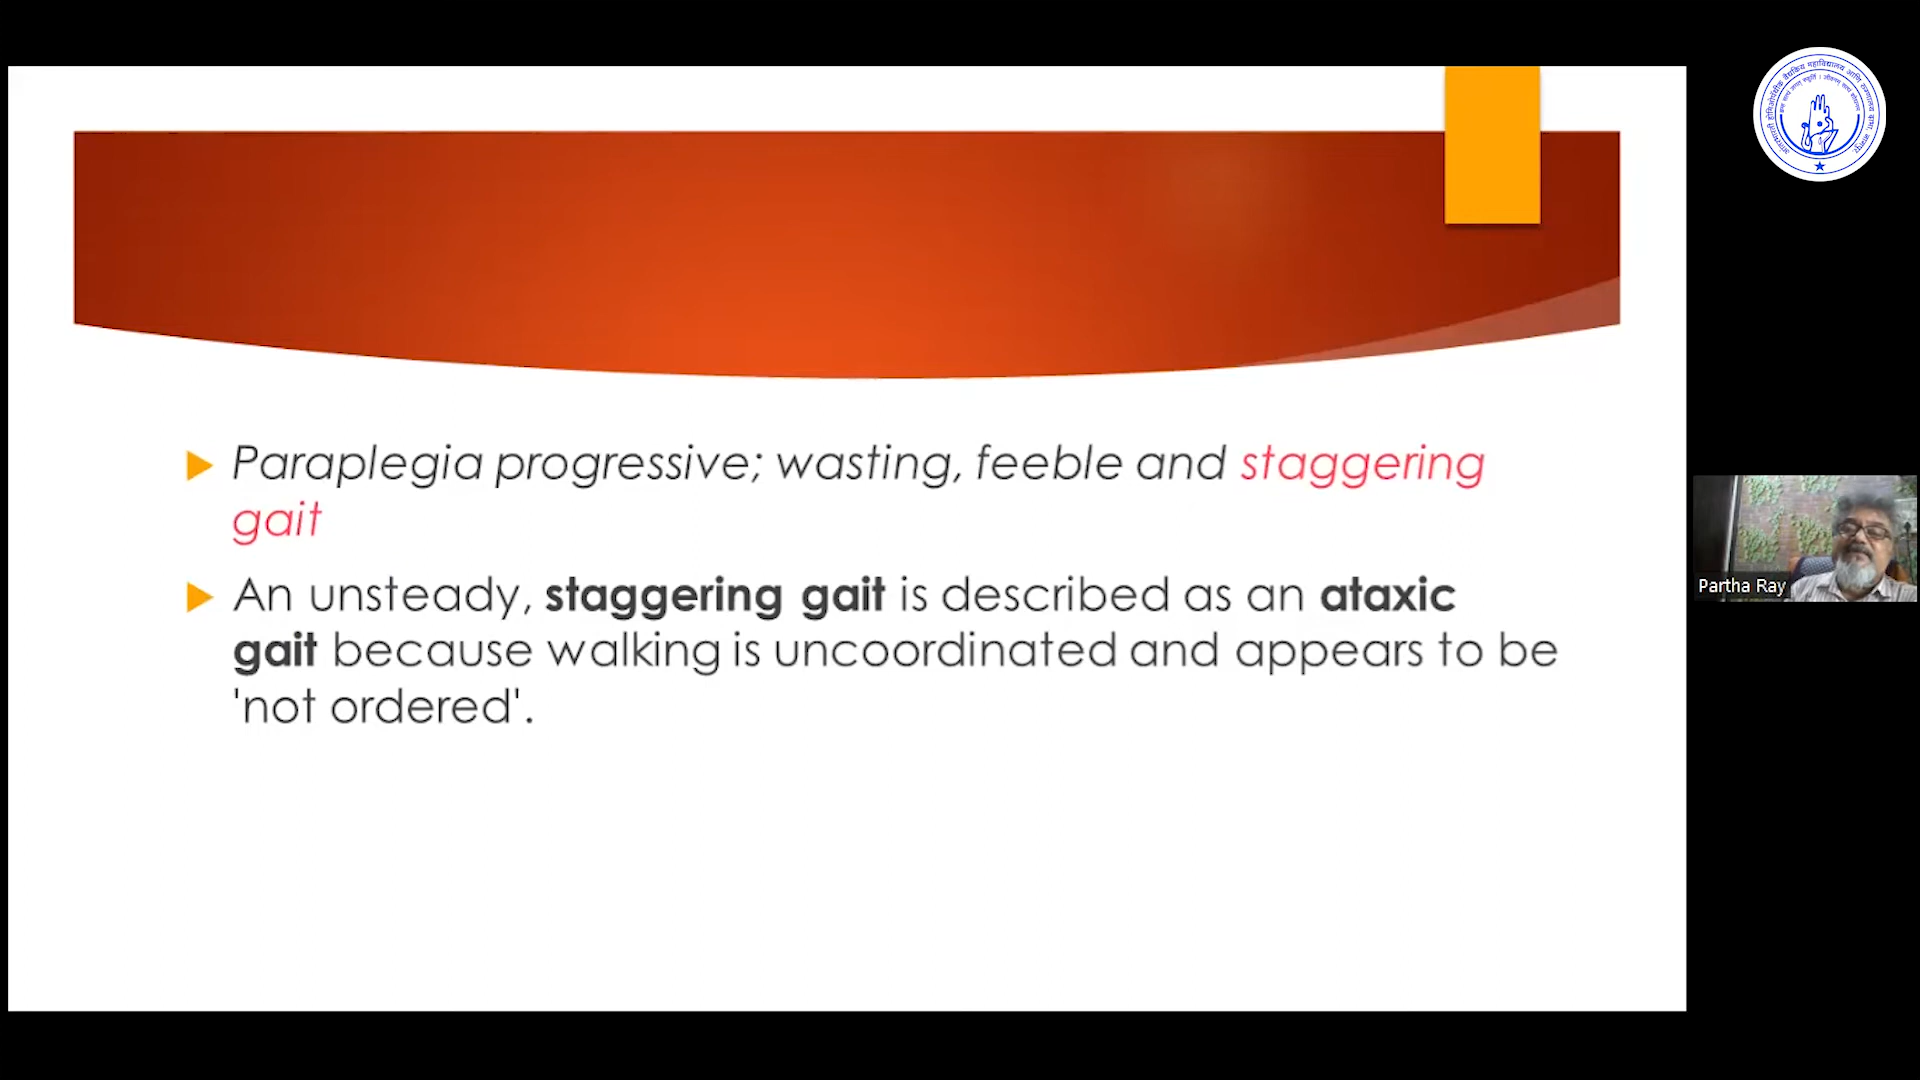 Paraplegia progressive; wasting, feeble and staggering
gait
An unsteady, staggering gait is described as an ataxic
gait because walking is uncoordinated and appears to be
'not ordered'.
Partha Ray